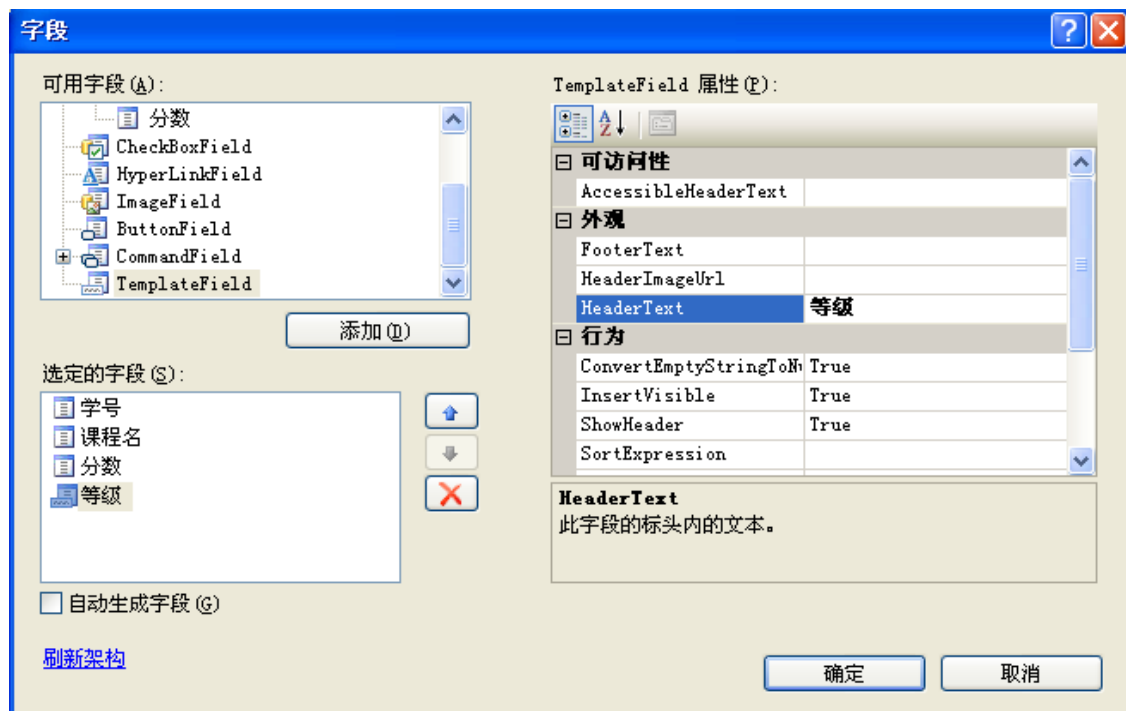 字段
可用字段(A):
分数
CheckBoxField
HyperLinkField
ImageField
ButtonField
CommandField
TemplateField
添加(D)
选定的字段(S):
学号
课程名
分数
等级
自动生成字段(G)
刷新架构
TemplateField 属性(P):
可访问性
AccessibleHeaderText
外观
FooterText
HeaderImageUrl
HeaderText 等级
行为
ConvertEmptyStringToN True
InsertVisible True
ShowHeader True
SortExpression
HeaderText
此字段的标头内的文本。
确定 取消